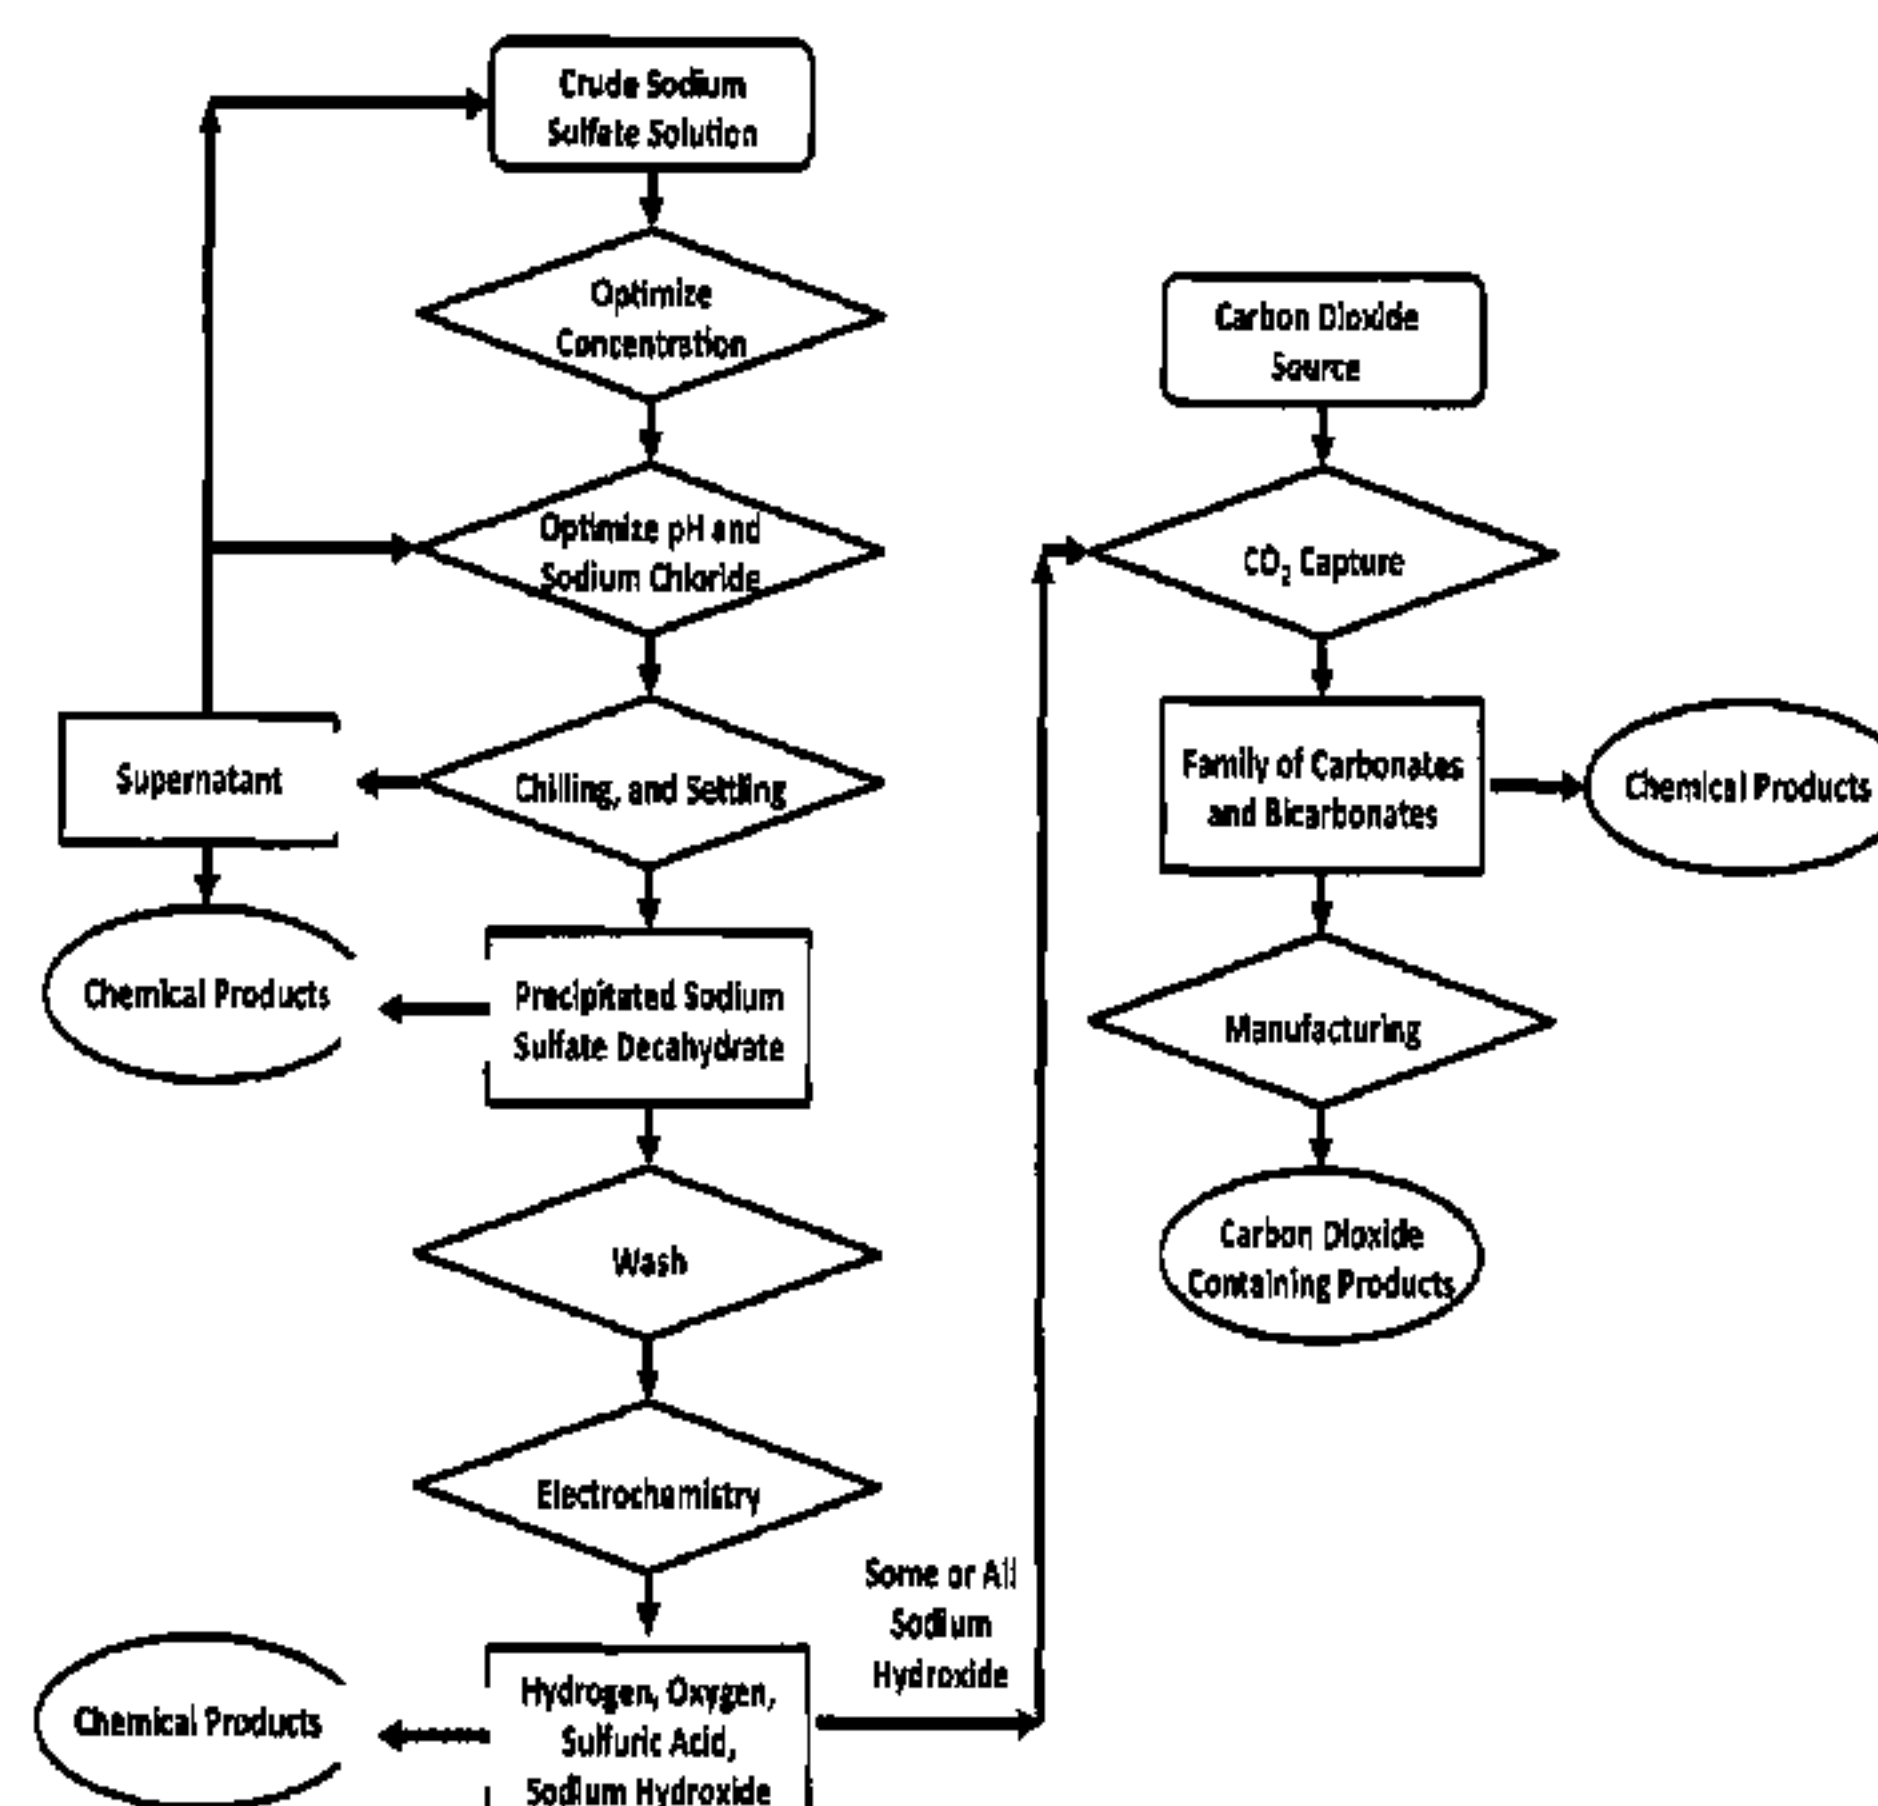 Crude Sodium
Sulfate Solution
Optimize
Concentration
Optimize pH and
Sodium Chloride
Supernatant
Chilling, and Settling
Chemical Products
Precipitated Sodium
Sulfate Decahydrate
Wash
Electrochemistry
Some or All
Sodium
Hydroxide
Chemical Products
Hydrogen, Oxygen,
Sulfuric Acid,
Sodium Hydroxide
Carbon Dioxide
Source
CO₂ Capture
Family of Carbonates
and Bicarbonates
Chemical Products
Manufacturing
Carbon Dioxide
Containing Products